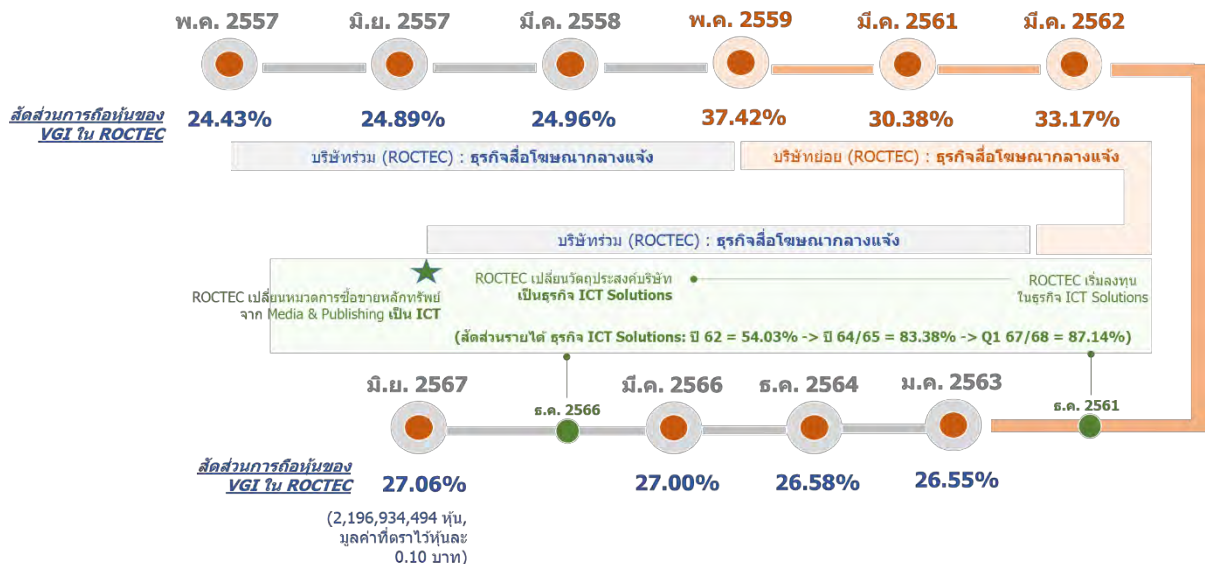 พ.ค. 2557 มิ.ย. 2557 มี.ค. 2558 พ.ค. 2559 มี.ค. 2561 มี.ค. 2562
สัดส่วนการถือหุ้นของ
VGI ใน ROCTEC
24.43% 24.89% 24.96% 37.42% 30.38% 33.17%
บริษัทร่วม (ROCTEC) : ธุรกิจสื่อโฆษณากลางแจ้ง
บริษัทย่อย (ROCTEC) : ธุรกิจสื่อโฆษณากลางแจ้ง
บริษัทร่วม (ROCTEC) : ธุรกิจสื่อโฆษณากลางแจ้ง
ROCTEC เปลี่ยนหมวดการซื้อขายหลักทรัพย์
จาก Media & Publishing เป็น ICT
ROCTEC เปลี่ยนวัตถุประสงค์บริษัท
เป็นธุรกิจ ICT Solutions
ROCTEC เริ่มลงทุน
ในธุรกิจ ICT Solutions
(สัดส่วนรายได้ ธุรกิจ ICT Solutions: ปี 62 = 54.03% -> ปี 64/65 = 83.38% -> Q1 67/68 = 87.14%)
มิ.ย. 2567 ธ.ค. 2566 มี.ค. 2566 ธ.ค. 2564 ม.ค. 2563 ธ.ค. 2561
สัดส่วนการถือหุ้นของ
VGI ใน ROCTEC
27.06% 27.00% 26.58% 26.55%
(2,196,934,494 หุ้น,
มูลค่าที่ตราไว้หุ้นละ
0.10 บาท)